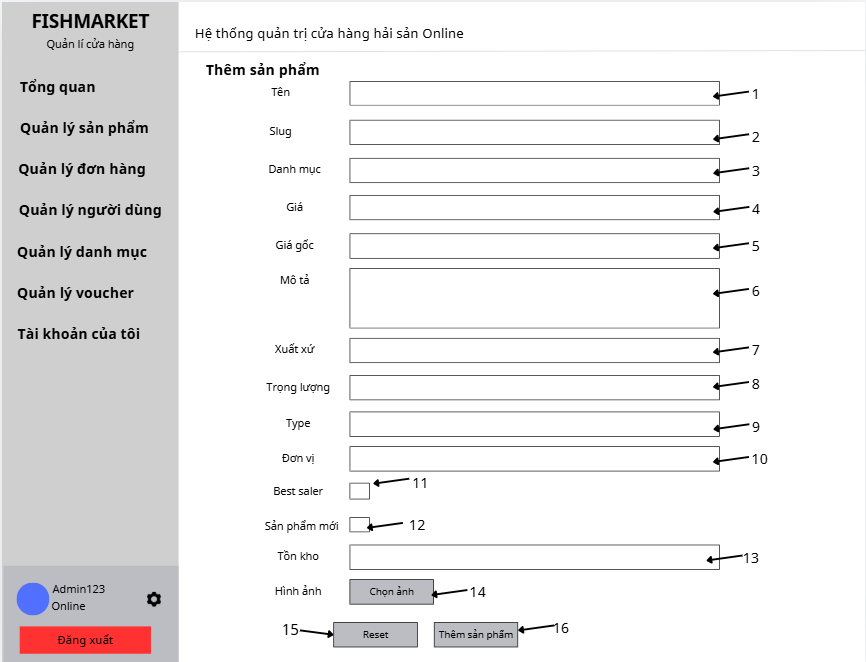 FISHMARKET
Quản lí cửa hàng
Tổng quan
Quản lý sản phẩm
Quản lý đơn hàng
Quản lý người dùng
Quản lý danh mục
Quản lý voucher
Tài khoản của tôi
Admin123
Online
Đăng xuất
Hệ thống quản trị cửa hàng hải sản Online
Thêm sản phẩm
Tên 1
Slug 2
Danh mục 3
Giá 4
Giá gốc 5
Mô tả 6
Xuất xứ 7
Trọng lượng 8
Type 9
Đơn vị 10
Best saler 11
Sản phẩm mới 12
Tồn kho 13
Hình ảnh Chọn ảnh 14
15 Reset Thêm sản phẩm 16